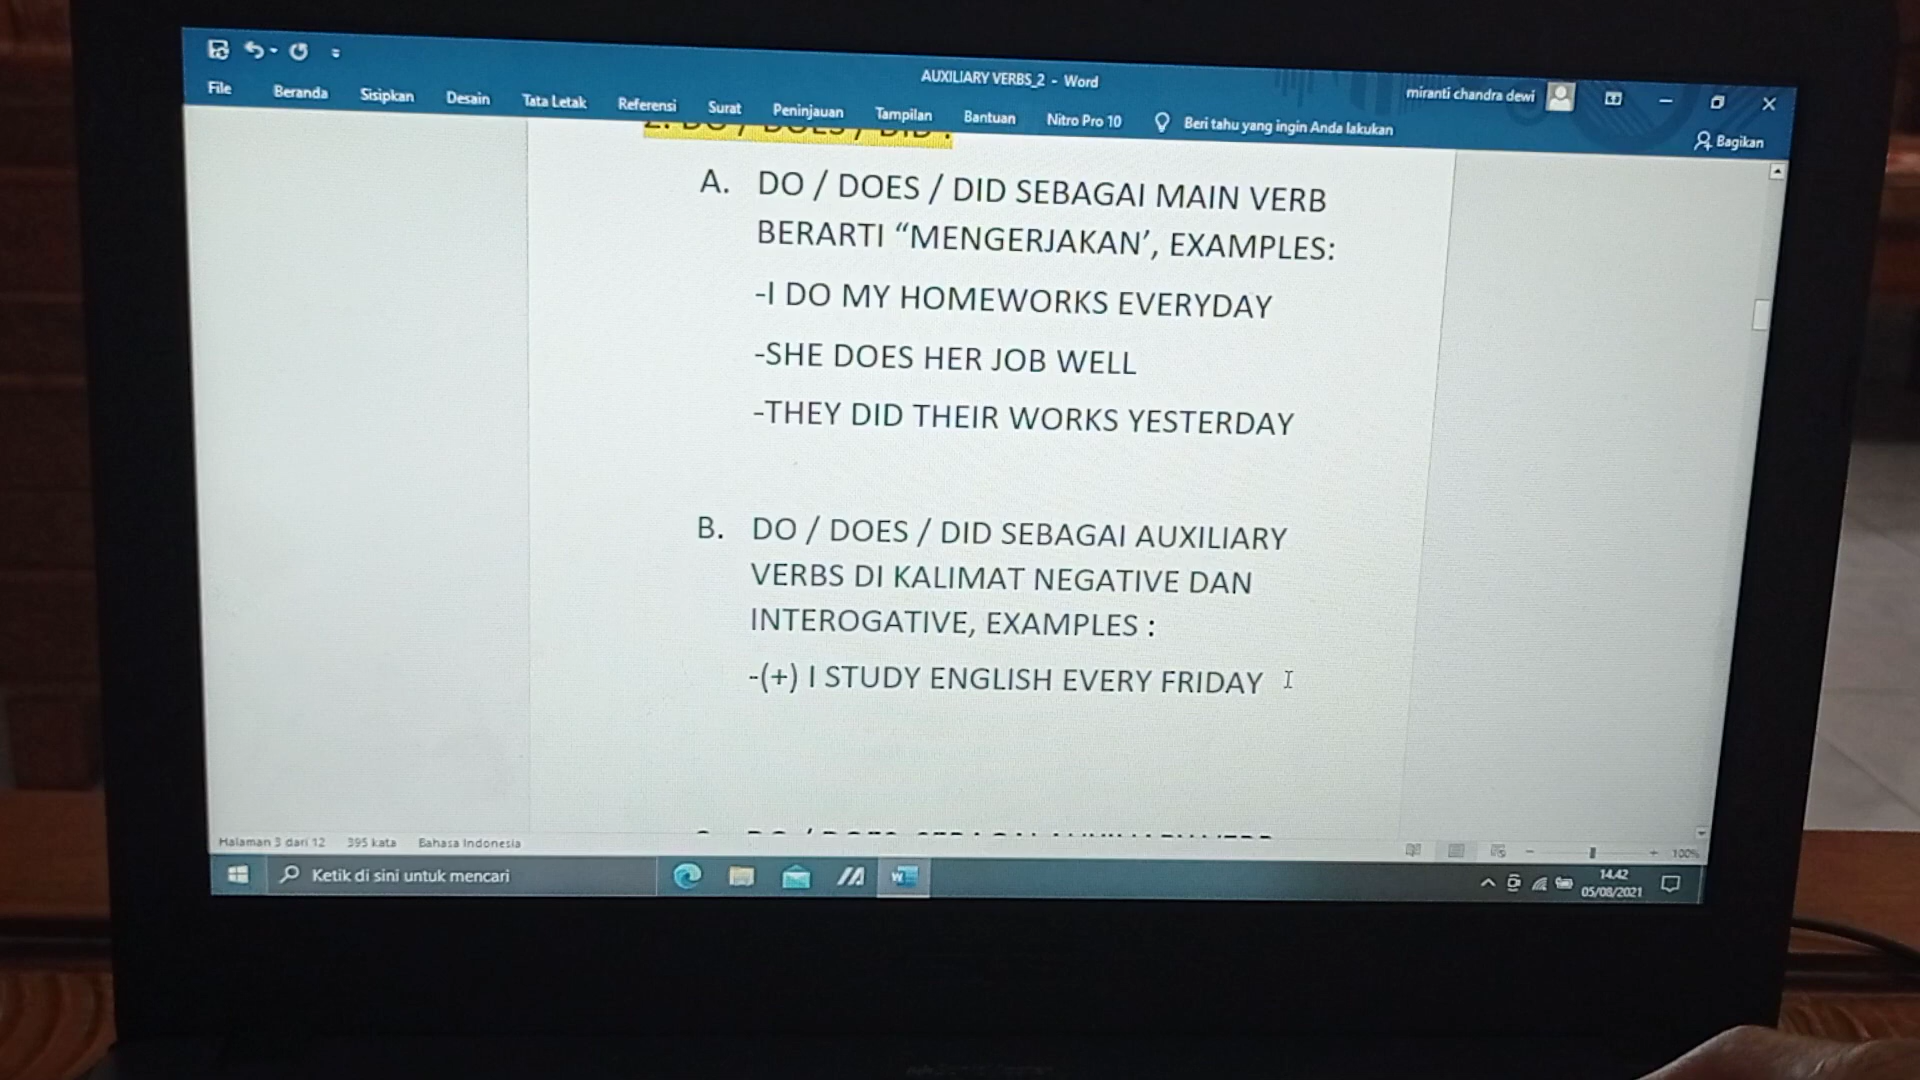 AUXILIARY VERBS_2 - Word
miranti chandra dewi
File Beranda Sisipkan Desain Tata Letak Referensi Surat Peninjauan Tampilan Bantuan Nitro Pro 10 Beri tahu yang ingin Anda lakukan
Bagikan
2. DO / DOES / DID :
A. DO / DOES / DID SEBAGAI MAIN VERB
BERARTI “MENGERJAKAN’, EXAMPLES:
-I DO MY HOMEWORKS EVERYDAY
-SHE DOES HER JOB WELL
-THEY DID THEIR WORKS YESTERDAY
B. DO / DOES / DID SEBAGAI AUXILIARY
VERBS DI KALIMAT NEGATIVE DAN
INTEROGATIVE, EXAMPLES :
-(+) I STUDY ENGLISH EVERY FRIDAY
Halaman 3 dari 12 395 kata Bahasa Indonesia
100%
Ketik di sini untuk mencari
14.42
05/08/2021